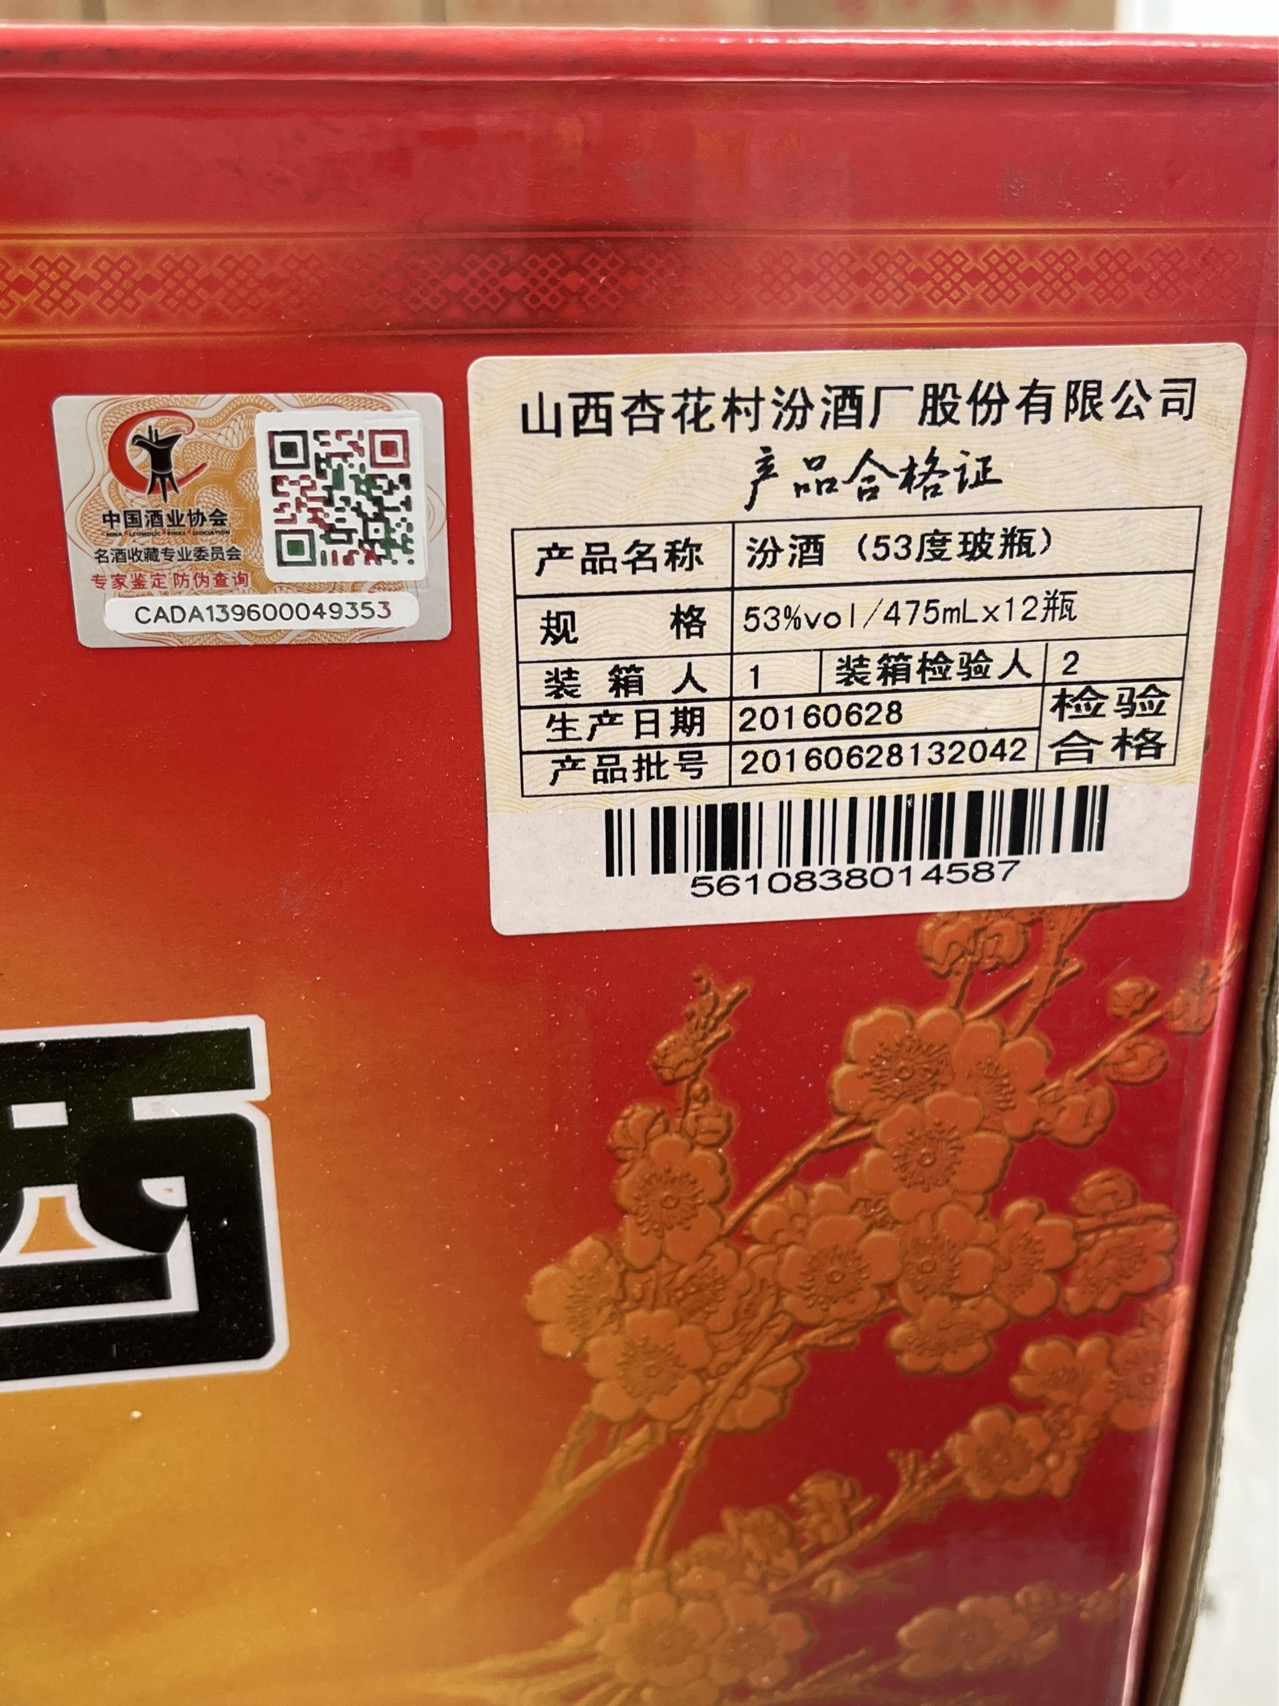 山西杏花村汾酒厂股份有限公司
产品合格证
产品名称 汾酒（53度玻瓶）
规 格 53%vol/475mLx12瓶
装箱人 1 装箱检验人 2
生产日期 20160628
产品批号 20160628132042
检验
合格
5610838014587
中国酒业协会
名酒收藏专业委员会
专家鉴定 防伪查询
CADA139600049353